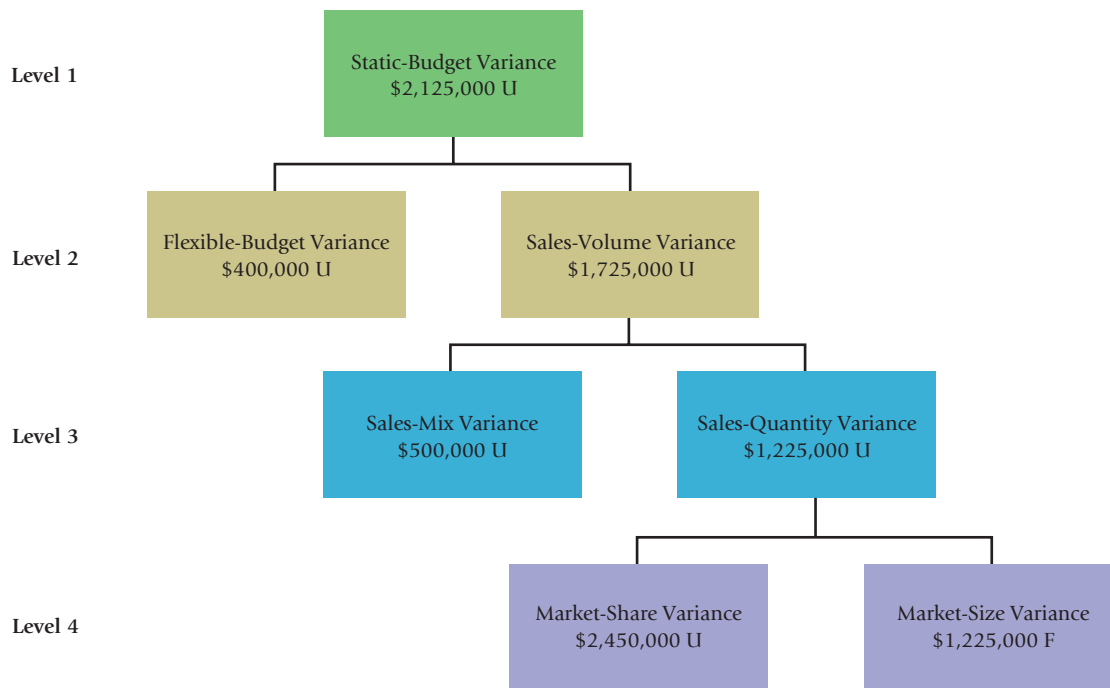 Level 1
Static-Budget Variance
$2,125,000 U
Level 2
Flexible-Budget Variance
$400,000 U
Sales-Volume Variance
$1,725,000 U
Level 3
Sales-Mix Variance
$500,000 U
Sales-Quantity Variance
$1,225,000 U
Level 4
Market-Share Variance
$2,450,000 U
Market-Size Variance
$1,225,000 F